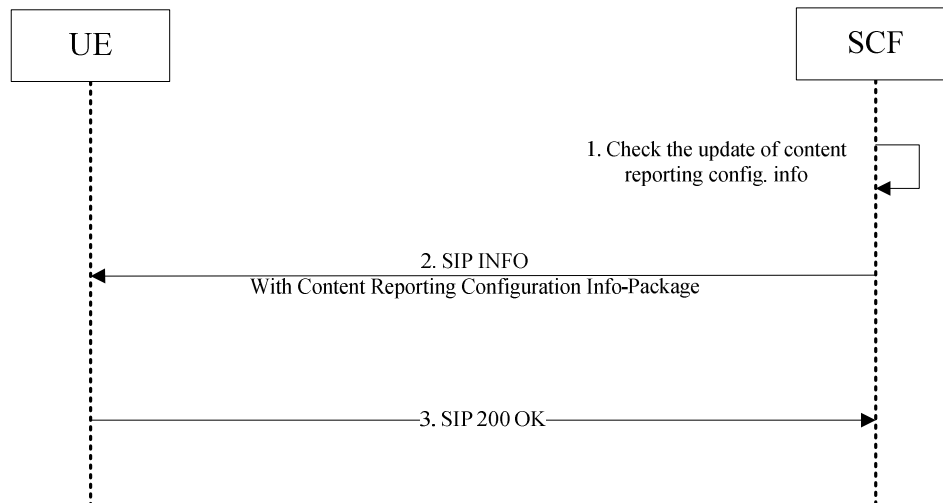 UE
SCF
1. Check the update of content
reporting config. info
2. SIP INFO
With Content Reporting Configuration Info-Package
3. SIP 200 OK